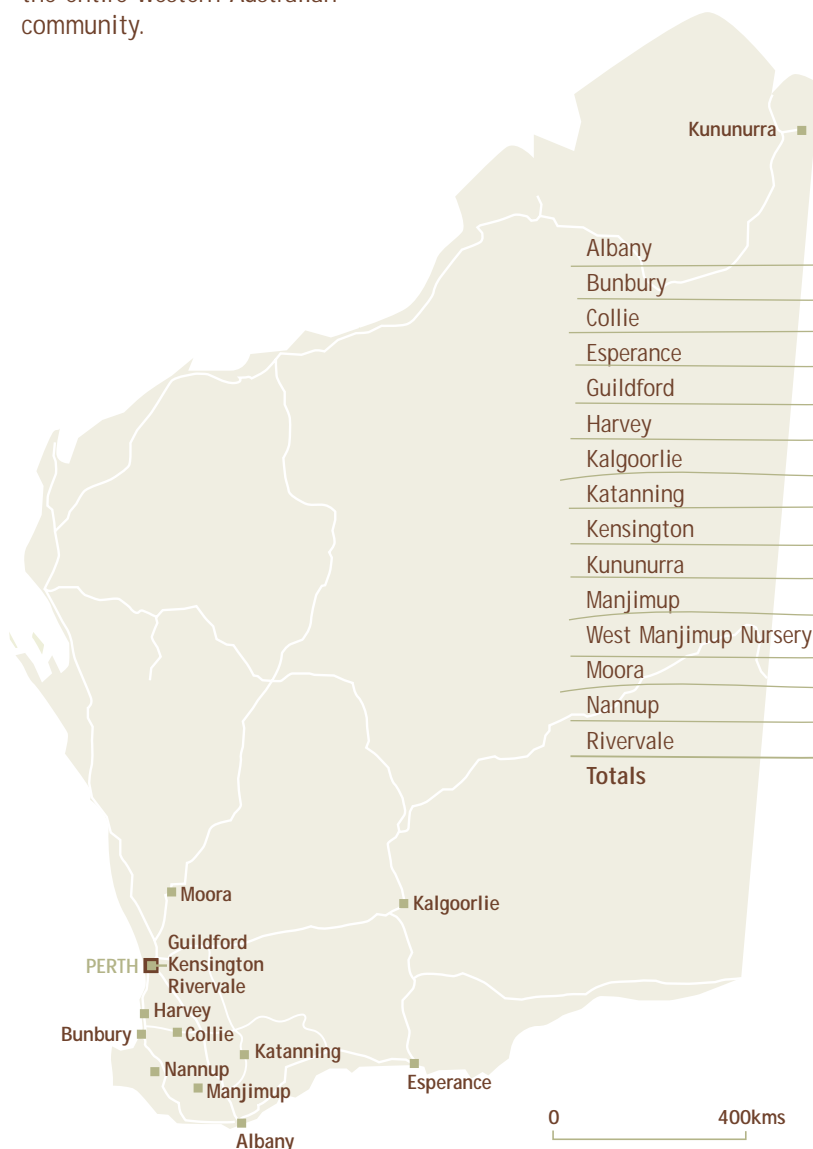 community.
Kununurra
Albany
Bunbury
Collie
Esperance
Guildford
Harvey
Kalgoorlie
Katanning
Kensington
Kununurra
Manjimup
West Manjimup Nursery
Moora
Nannup
Rivervale
Totals
Moora
Kalgoorlie
Guildford
PERTH Kensington
Rivervale
Harvey
Bunbury Collie
Katanning
Nannup
Esperance
Manjimup
Albany
0 400kms